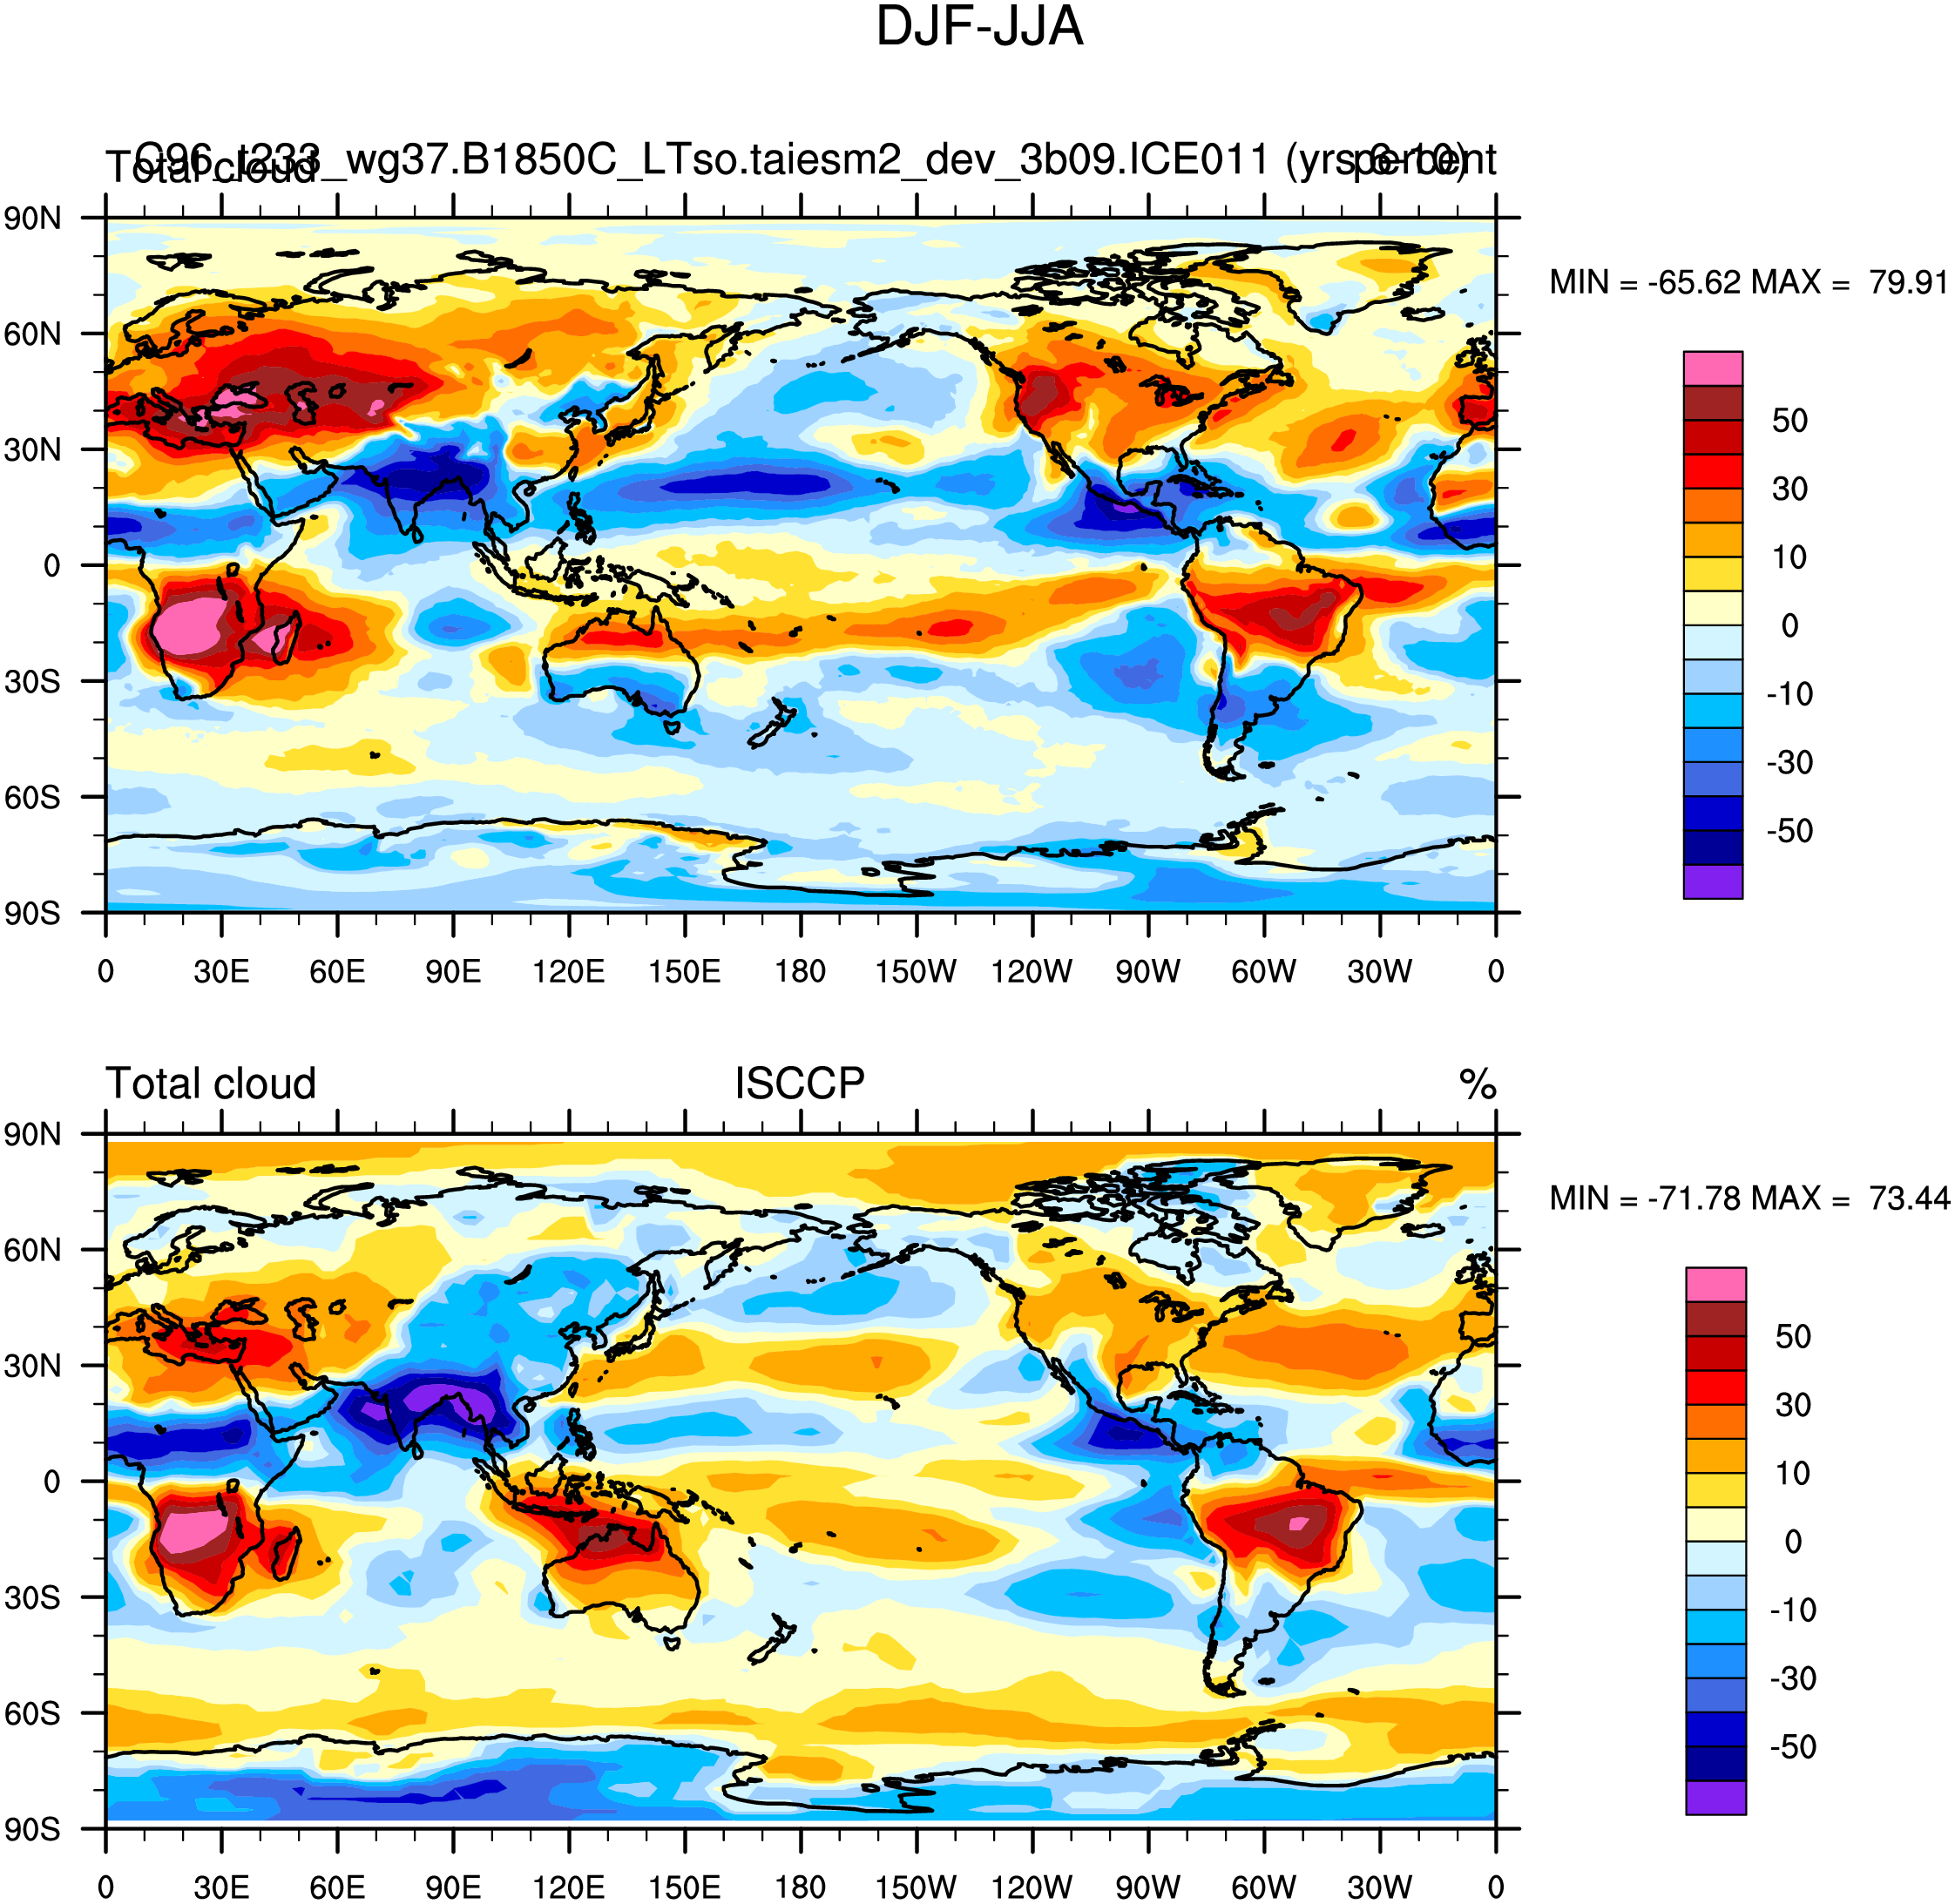 DJF-JJA
Total cloud C96_t233_wg37.B1850C_LTso.taiesm2_dev_3b09.ICE011 (yrs 6-10) percent
MIN = -65.62 MAX = 79.91
90N
60N
30N
0
30S
60S
90S
0 30E 60E 90E 120E 150E 180 150W 120W 90W 60W 30W 0
50
30
10
0
-10
-30
-50
Total cloud ISCCP %
MIN = -71.78 MAX = 73.44
90N
60N
30N
0
30S
60S
90S
0 30E 60E 90E 120E 150E 180 150W 120W 90W 60W 30W 0
50
30
10
0
-10
-30
-50